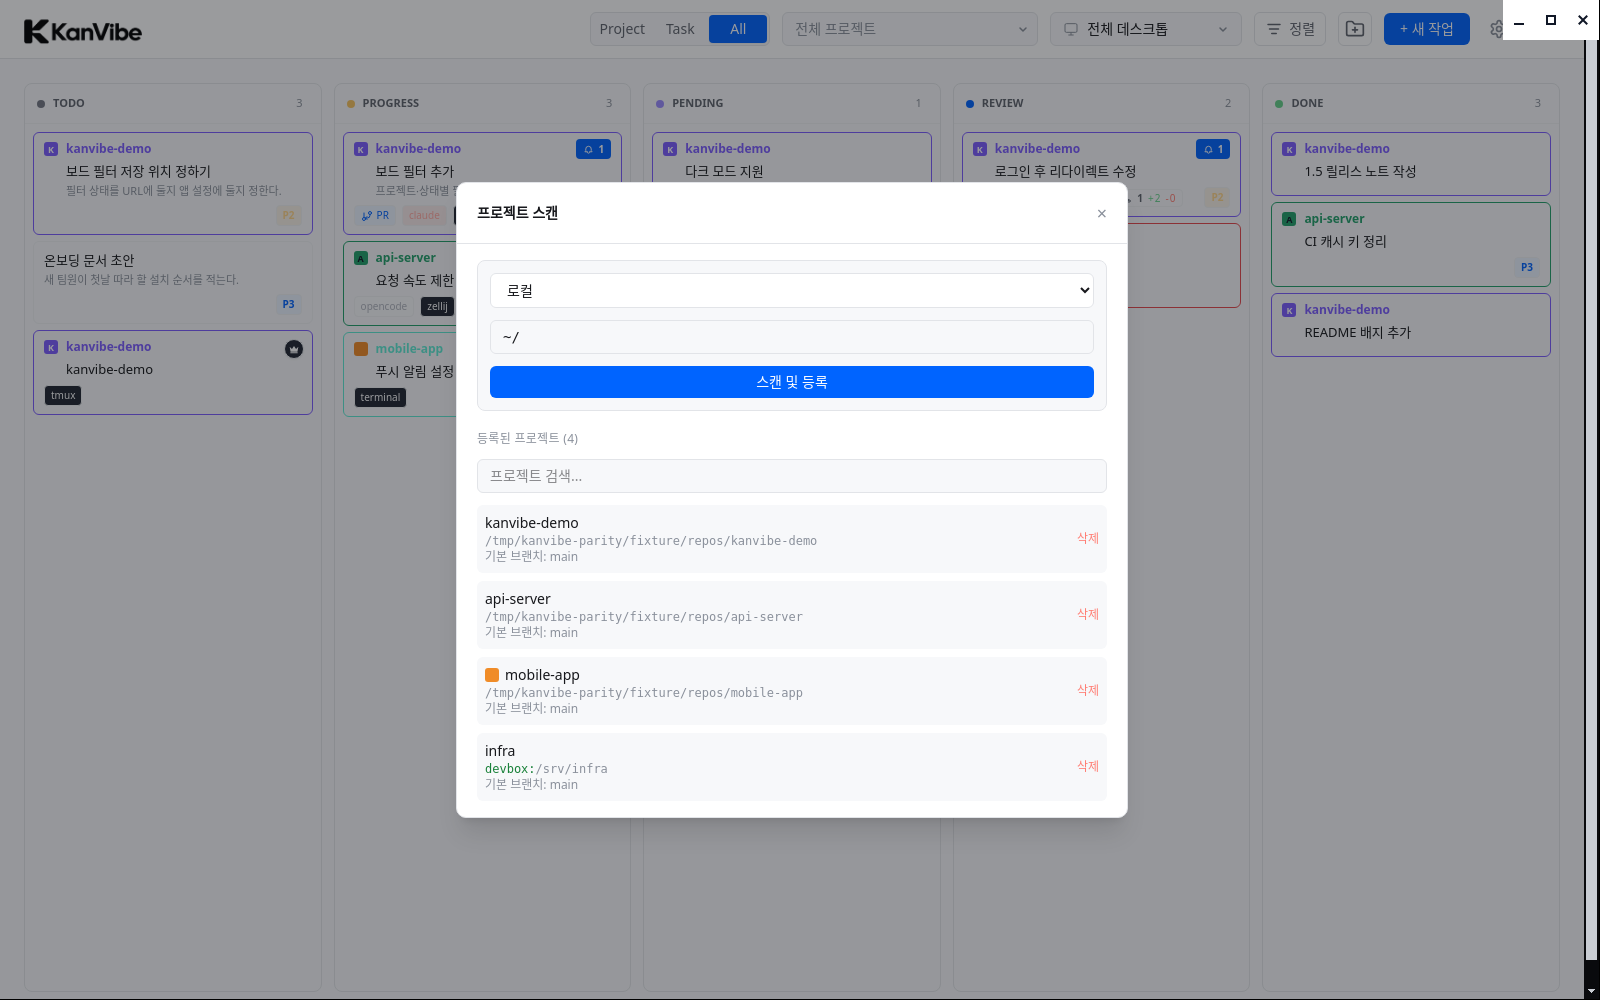 KanVibe
Project Task All
전체 프로젝트
전체 데스크톱
정렬
+ 새 작업
TODO 3
K kanvibe-demo
보드 필터 저장 위치 정하기
필터 상태를 URL에 둘지 앱 설정에 둘지 정한다.
P2
온보딩 문서 초안
새 팀원이 첫날 따라 할 설치 순서를 적는다.
P3
K kanvibe-demo
kanvibe-demo
tmux
PROGRESS 3
K kanvibe-demo 1
보드 필터 추가
프로젝트·상태별
PR claude
A api-server
요청 속도 제한
opencode zellij
mobile-app
푸시 알림 설정
terminal
PENDING 1
K kanvibe-demo
다크 모드 지원
REVIEW 2
K kanvibe-demo 1
로그인 후 리다이렉트 수정
1 +2 -0 P2
DONE 3
K kanvibe-demo
1.5 릴리스 노트 작성
A api-server
CI 캐시 키 정리
P3
K kanvibe-demo
README 배지 추가
프로젝트 스캔
로컬
~/
스캔 및 등록
등록된 프로젝트 (4)
프로젝트 검색...
kanvibe-demo
/tmp/kanvibe-parity/fixture/repos/kanvibe-demo
기본 브랜치: main
삭제
api-server
/tmp/kanvibe-parity/fixture/repos/api-server
기본 브랜치: main
삭제
mobile-app
/tmp/kanvibe-parity/fixture/repos/mobile-app
기본 브랜치: main
삭제
infra
devbox:/srv/infra
기본 브랜치: main
삭제